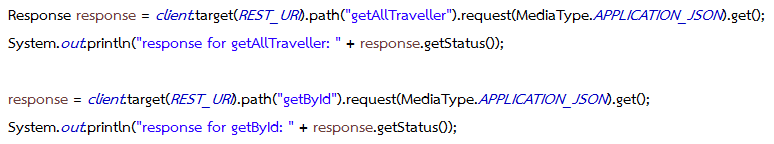 Response response = client.target(REST_URI).path("getAllTraveller").request(MediaType.APPLICATION_JSON).get();
System.out.println("response for getAllTraveller: " + response.getStatus());
response = client.target(REST_URI).path("getById").request(MediaType.APPLICATION_JSON).get();
System.out.println("response for getById: " + response.getStatus());